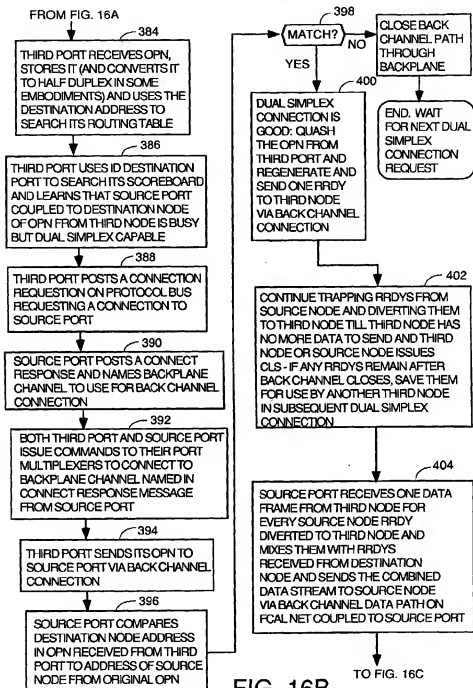 FROM FIG. 16A
384
THIRD PORT RECEIVES OPN,
STORES IT (AND CONVERTS IT
TO HALF DUPLEX IN SOME
EMBODIMENTS) AND USES THE
DESTINATION ADDRESS TO
SEARCH ITS ROUTING TABLE
386
THIRD PORT USES ID DESTINATION
PORT TO SEARCH ITS SCOREBOARD
AND LEARNS THAT SOURCE PORT
COUPLED TO DESTINATION NODE
OF OPN FROM THIRD NODE IS BUSY
BUT DUAL SIMPLEX CAPABLE
388
THIRD PORT POSTS A CONNECTION
REQUESTION ON PROTOCOL BUS
REQUESTING A CONNECTION TO
SOURCE PORT
390
SOURCE PORT POSTS A CONNECT
RESPONSE AND NAMES BACKPLANE
CHANNEL TO USE FOR BACK CHANNEL
CONNECTION
392
BOTH THIRD PORT AND SOURCE PORT
ISSUE COMMANDS TO THEIR PORT
MULTIPLEXERS TO CONNECT TO
BACKPLANE CHANNEL NAMED IN
CONNECT RESPONSE MESSAGE
FROM SOURCE PORT
394
THIRD PORT SENDS ITS OPN TO
SOURCE PORT VIA BACK CHANNEL
CONNECTION
396
SOURCE PORT COMPARES
DESTINATION NODE ADDRESS
IN OPN RECEIVED FROM THIRD
PORT TO ADDRESS OF SOURCE
NODE FROM ORIGINAL OPN
398
MATCH?
NO
YES
CLOSE BACK
CHANNEL PATH
THROUGH
BACKPLANE
END. WAIT
FOR NEXT DUAL
SIMPLEX
CONNECTION
REQUEST
400
DUAL SIMPLEX
CONNECTION IS
GOOD: QUASH
THE OPN FROM
THIRD PORT AND
REGENERATE AND
SEND ONE RRDY
TO THIRD NODE
VIA BACK CHANNEL
CONNECTION
402
CONTINUE TRAPPING RRDYS FROM
SOURCE NODE AND DIVERTING THEM
TO THIRD NODE TILL THIRD NODE HAS
NO MORE DATA TO SEND AND THIRD
NODE OR SOURCE NODE ISSUES
CLS - IF ANY RRDYS REMAIN AFTER
BACK CHANNEL CLOSES, SAVE THEM
FOR USE BY ANOTHER THIRD NODE
IN SUBSEQUENT DUAL SIMPLEX
CONNECTION
404
SOURCE PORT RECEIVES ONE DATA
FRAME FROM THIRD NODE FOR
EVERY SOURCE NODE RRDY
DIVERTED TO THIRD NODE AND
MIXES THEM WITH RRDYS
RECEIVED FROM DESTINATION
NODE AND SENDS THE COMBINED
DATA STREAM TO SOURCE NODE
VIA BACK CHANNEL DATA PATH ON
FCAL NET COUPLED TO SOURCE PORT
TO FIG. 16C
FIG. 16B